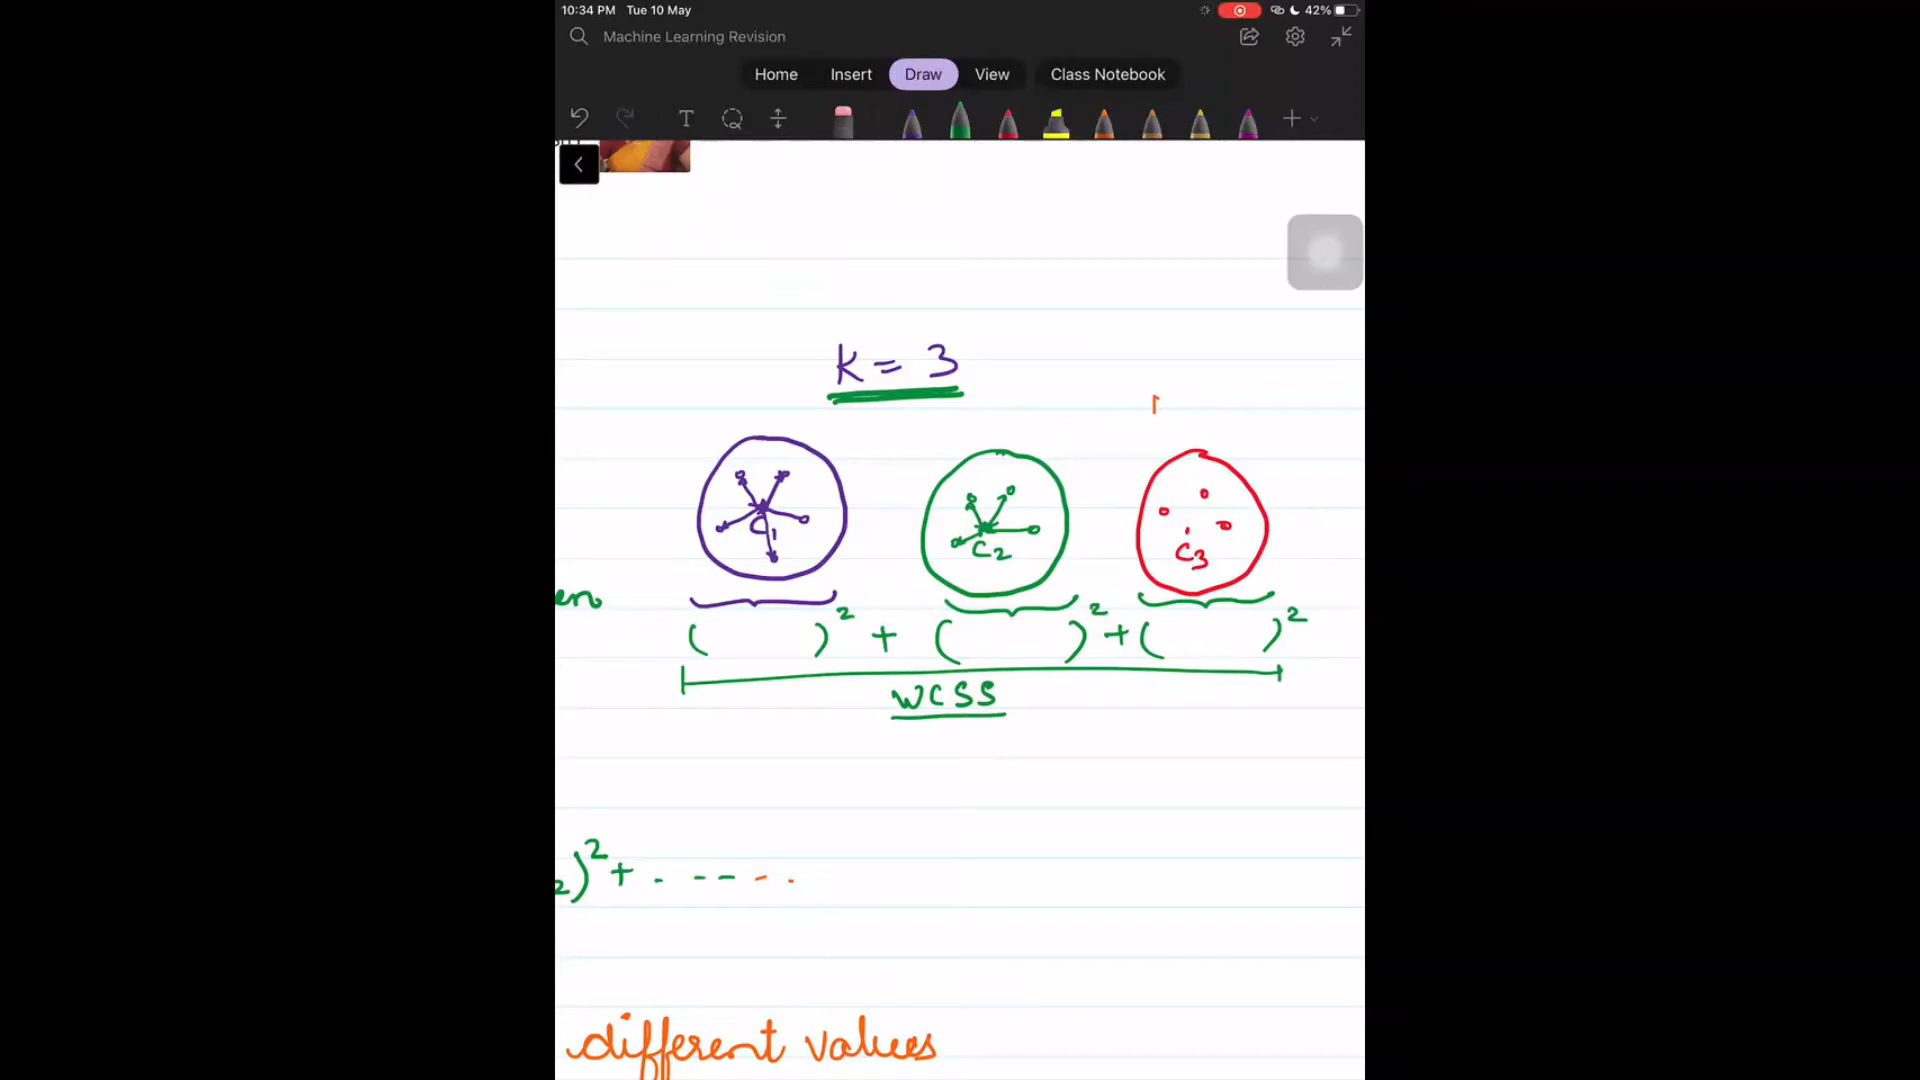 10:34 PM Tue 10 May 42%
Machine Learning Revision
Home Insert Draw View Class Notebook
T
K = 3
C1 C2 C3
( )² + ( )² + ( )²
WCSS
2)² + . - - - .
different values